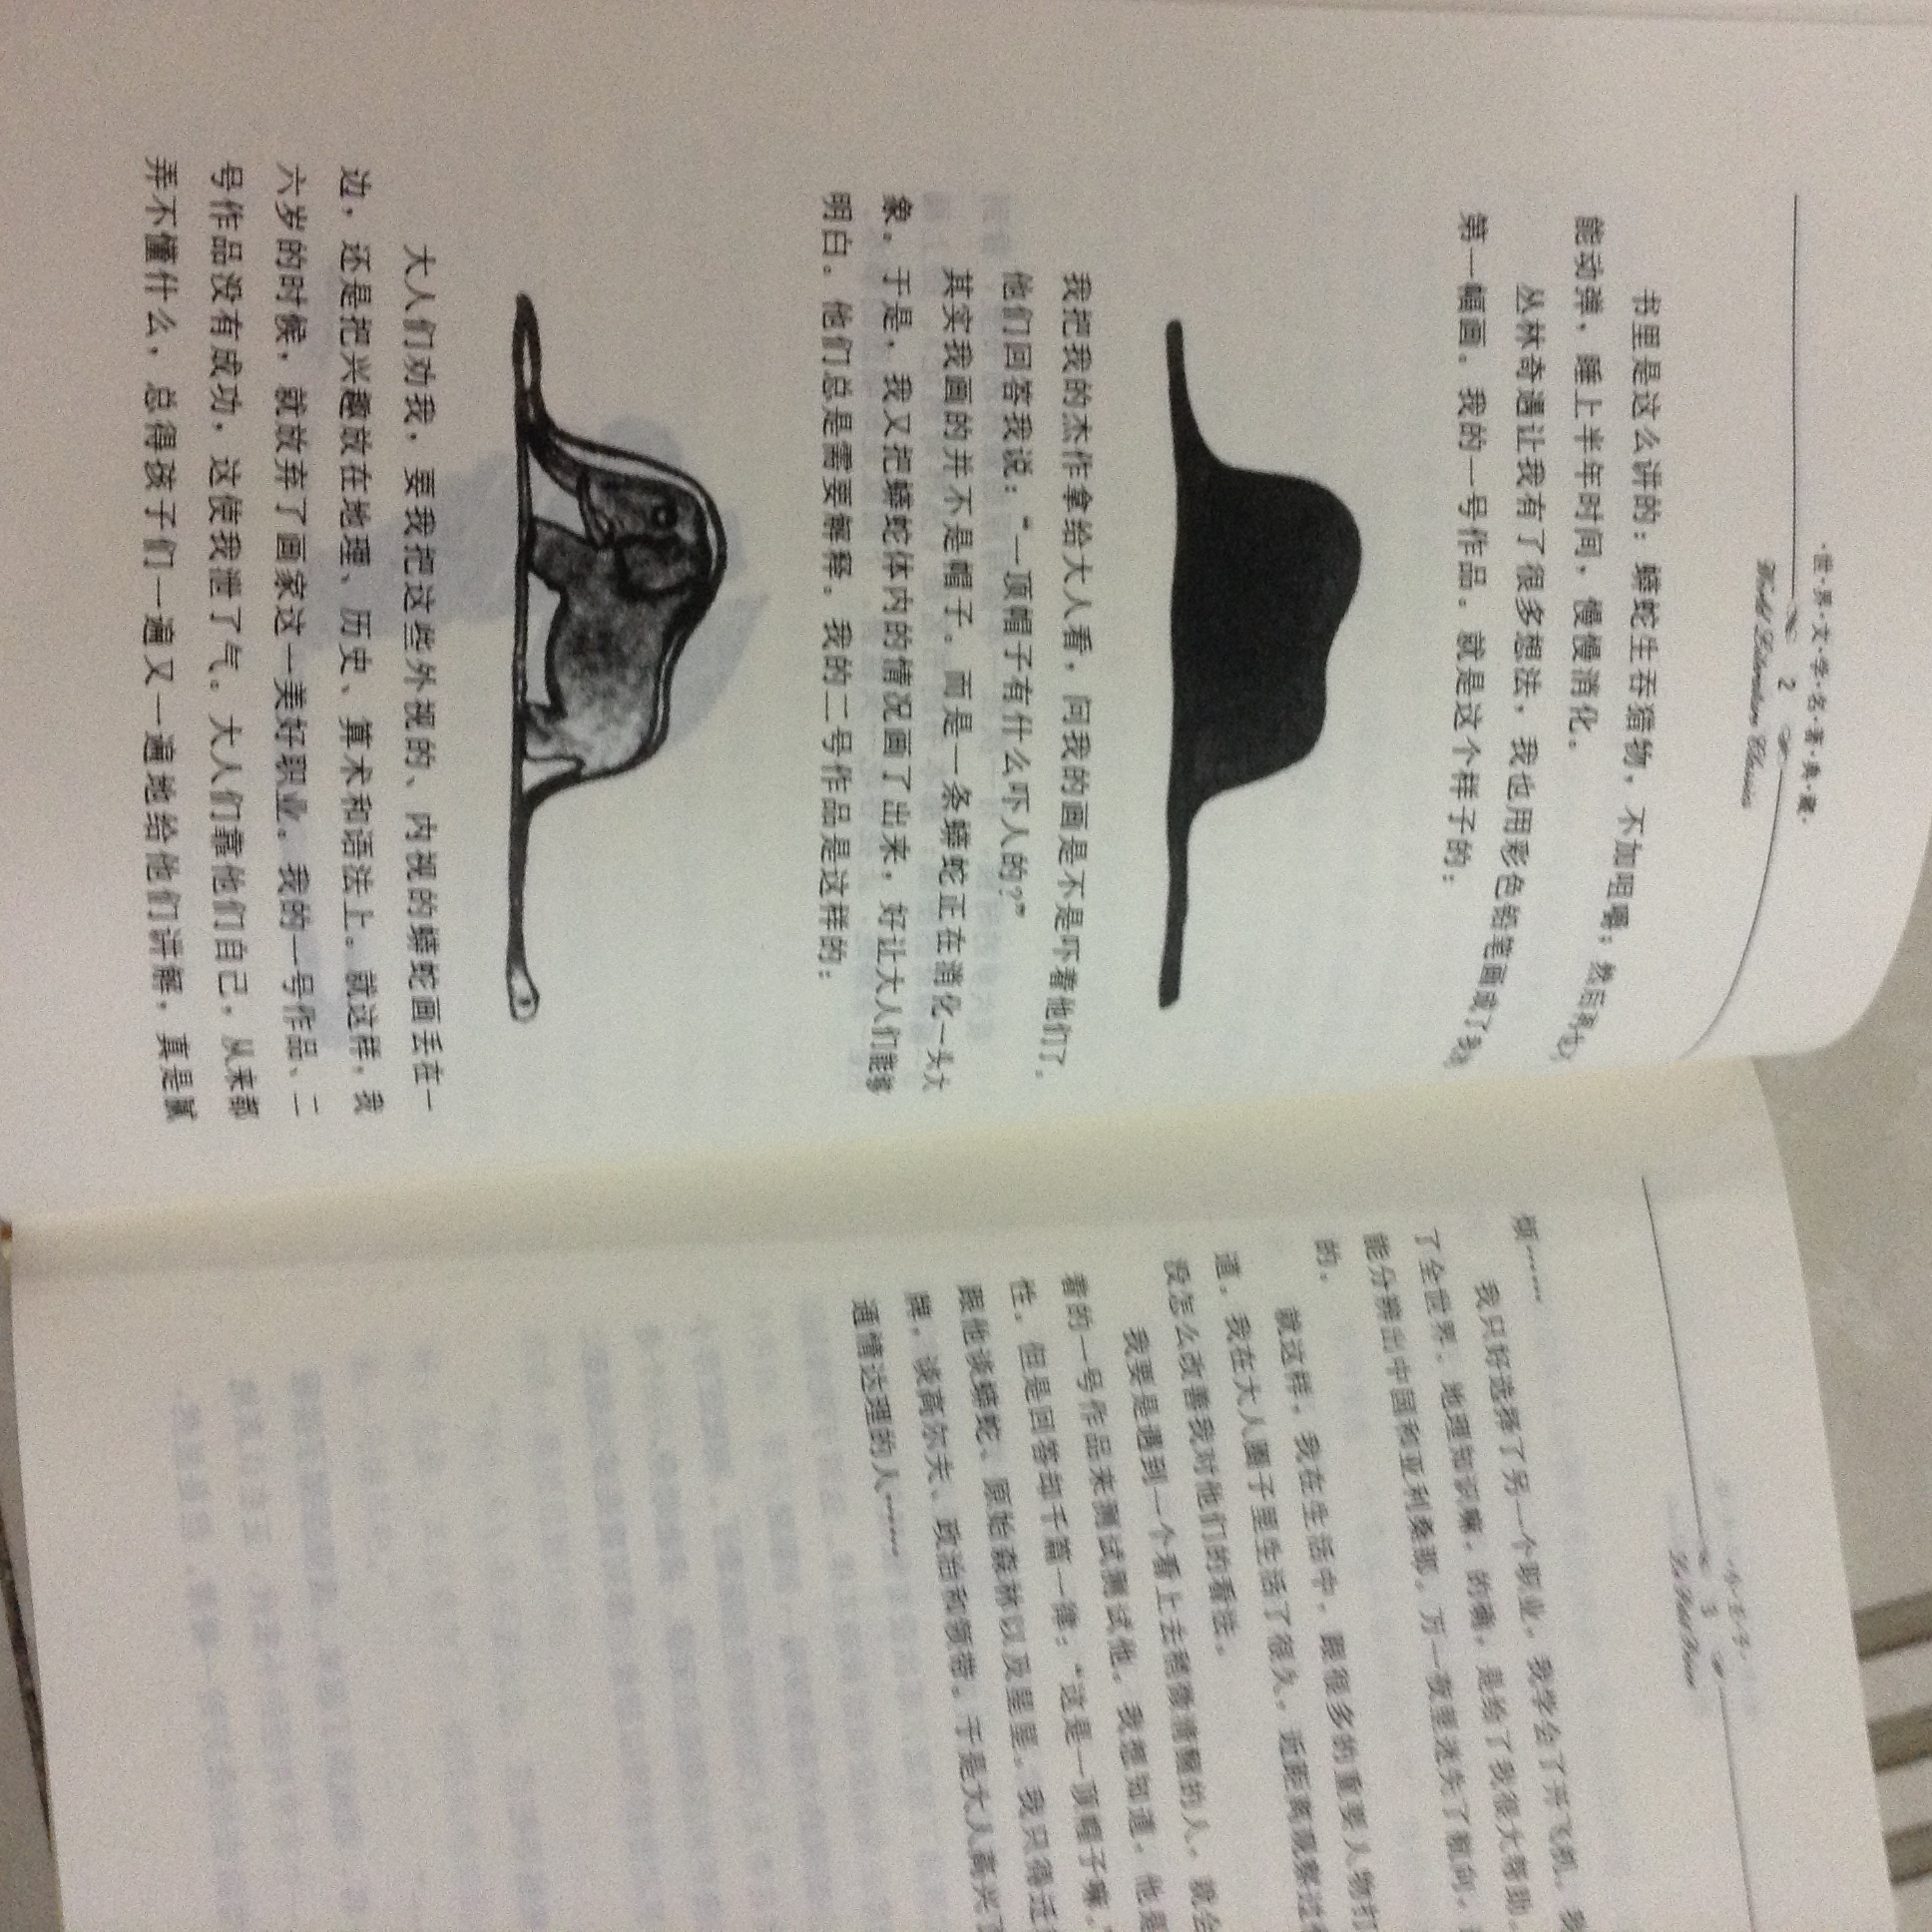 ·世·界·文·学·名·著·典·藏·
2
World Literature Classics
书里是这么讲的：蟒蛇生吞猎物，不加咀嚼；然后就
能动弹，睡上半年时间，慢慢消化。
丛林奇遇让我有了很多想法，我也用彩色铅笔画成了我
第一幅画。我的一号作品。就是这个样子的：
我把我的杰作拿给大人看，问我的画是不是吓着他们了。
他们回答我说：“一顶帽子有什么吓人的？”
其实我画的并不是帽子。而是一条蟒蛇正在消化一头大
象。于是，我又把蟒蛇体内的情况画了出来，好让大人们能够
明白。他们总是需要解释。我的二号作品是这样的：
大人们劝我，要我把这些外视的、内视的蟒蛇画丢在一
边，还是把兴趣放在地理、历史、算术和语法上。就这样，我
六岁的时候，就放弃了画家这一美好职业。我的一号作品、二
号作品没有成功，这使我泄了气。大人们靠他们自己，从来都
弄不懂什么，总得孩子们一遍又一遍地给他们讲解，真是腻
·小·王·子·
3
Le Petit Prince
烦……
我只好选择了另一个职业，我学会了开飞机，我
了全世界。地理知识嘛，的确，是给了我很大帮助。
能分辨出中国和亚利桑那。万一夜里迷失了航向，
的。
就这样，我在生活中，跟很多的重要人物打
道。我在大人圈子里生活了很久。近距离观察过
没怎么改善我对他们的看法。
我要是遇到一个看上去稍微清醒的人，就会
着的一号作品来测试测试他。我想知道，他是
性。但是回答却千篇一律：“这是一顶帽子嘛。”
跟他谈蟒蛇、原始森林以及星星。我只得迁
牌，谈高尔夫、政治和领带。于是大人高兴了
通情达理的人……